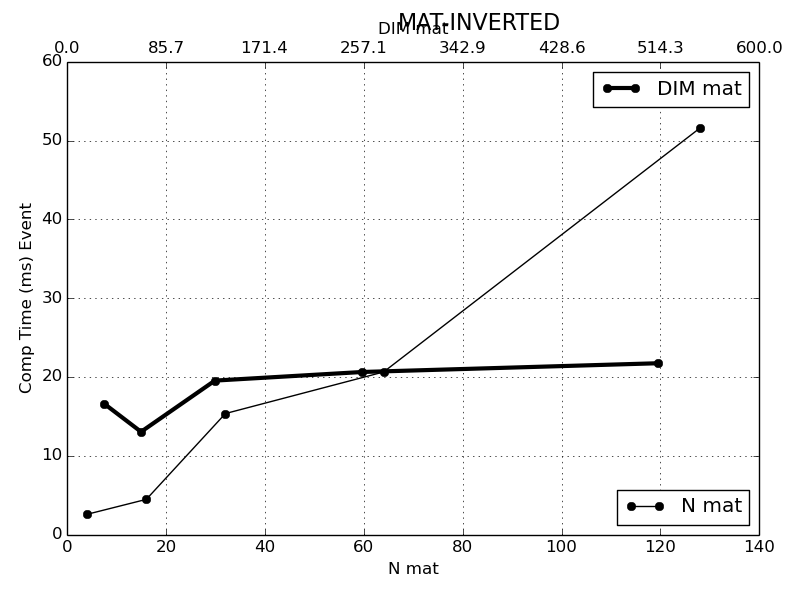 MAT-INVERTED
DIM mat
0.0 85.7 171.4 257.1 342.9 428.6 514.3 600.0
60
50
40
30
20
10
0
Comp Time (ms) Event
DIM mat
N mat
0 20 40 60 80 100 120 140
N mat